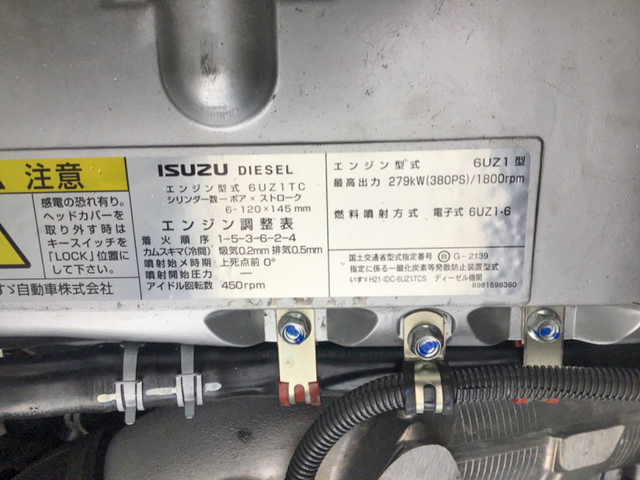 注意
感電の恐れ有り。
ヘッドカバーを
取り外す時は
キースイッチを
「LOCK」位置に
して下さい。
いすゞ自動車株式会社
ISUZU DIESEL
エンジン型式 6UZ1TC
シリンダー数−ボア×ストローク
6-120×145mm
エンジン調整表
着火順序 1-5-3-6-2-4
カムスキマ(冷間) 吸気0.2mm 排気0.5mm
噴射始メ時期 上死点前 0°
噴射開始圧力 —
アイドル回転数 450rpm
エンジン型式 6UZ1型
最高出力 279kW(380PS)/1800rpm
燃料噴射方式 電子式 6UZ1-6
国土交通省型式指定番号 G-2139
指定に係る一酸化炭素等発散防止装置型式
いすゞH21-IDC-6UZ1TCS ディーゼル機関
8981598360